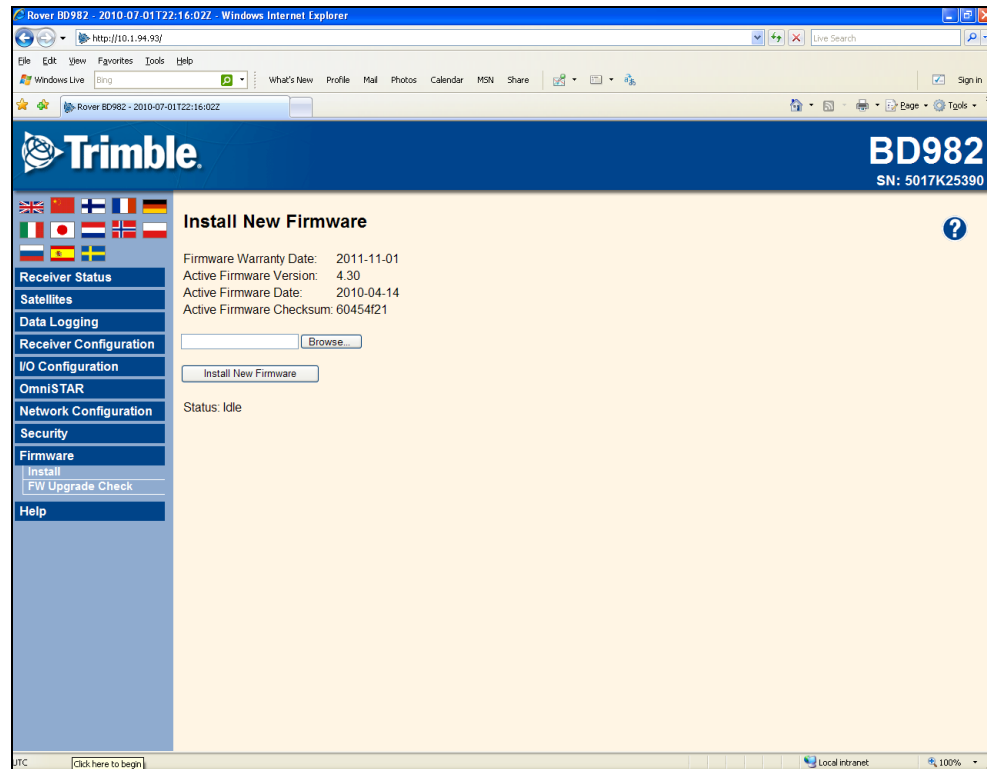 Rover BD982 - 2010-07-01T22:16:02Z - Windows Internet Explorer
http://10.1.94.93/
Live Search
File Edit View Favorites Tools Help
Windows Live Bing What's New Profile Mail Photos Calendar MSN Share Sign in
Rover BD982 - 2010-07-01T22:16:02Z
Page Tools
Trimble.
BD982
SN: 5017K25390
Install New Firmware
Firmware Warranty Date: 2011-11-01
Active Firmware Version: 4.30
Active Firmware Date: 2010-04-14
Active Firmware Checksum: 60454f21
Browse...
Install New Firmware
Status: Idle
Receiver Status
Satellites
Data Logging
Receiver Configuration
I/O Configuration
OmniSTAR
Network Configuration
Security
Firmware
Install
FW Upgrade Check
Help
UTC
Click here to begin
Local intranet
100%